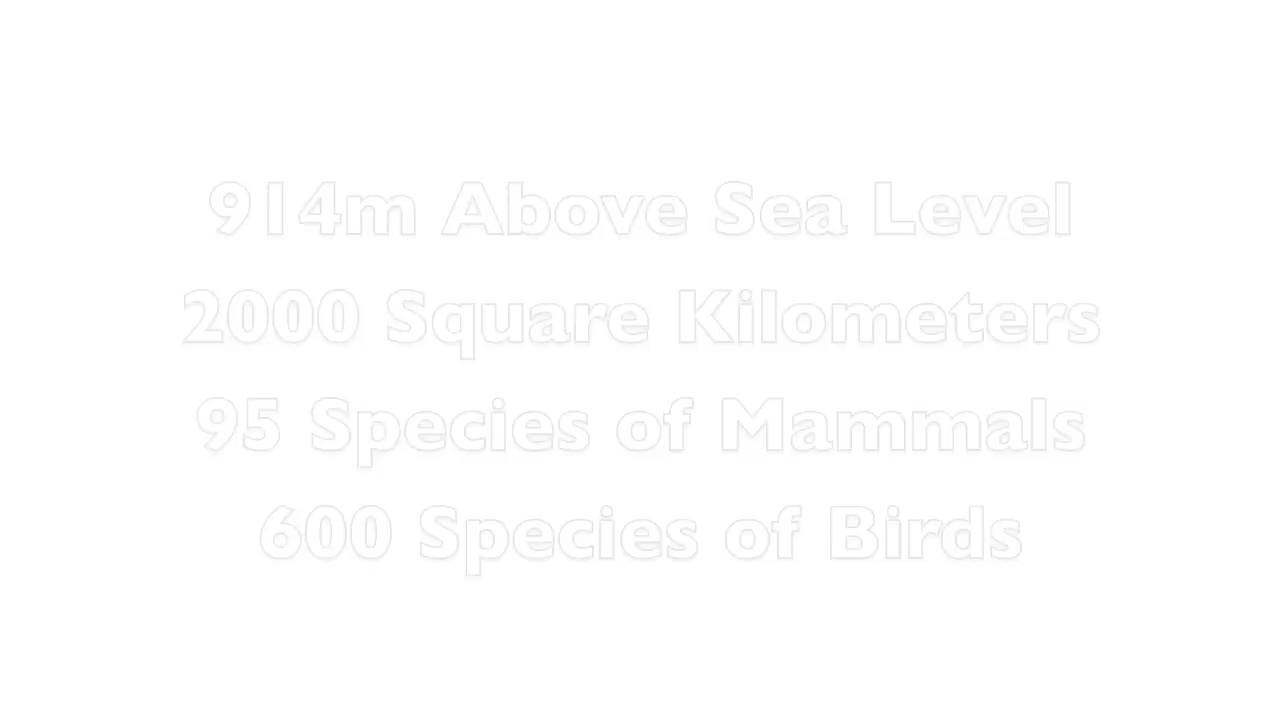 914m Above Sea Level
2000 Square Kilometers
95 Species of Mammals
600 Species of Birds